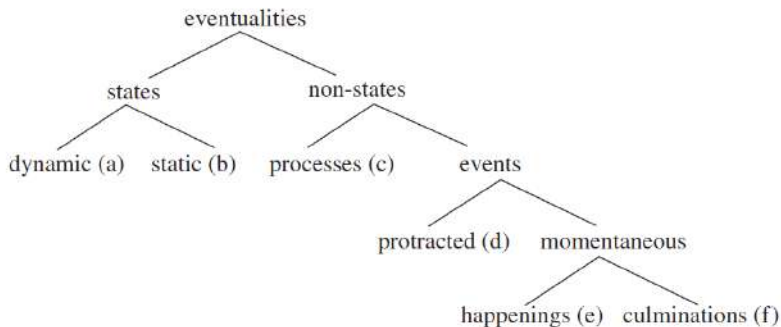 eventualities
states non-states
dynamic (a) static (b) processes (c) events
protracted (d) momentaneous
happenings (e) culminations (f)